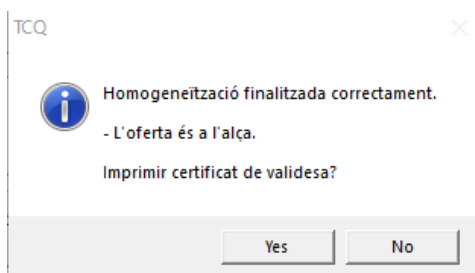 TCQ
Homogeneïtzació finalitzada correctament.
- L'oferta és a l'alça.
Imprimir certificat de validesa?
Yes
No